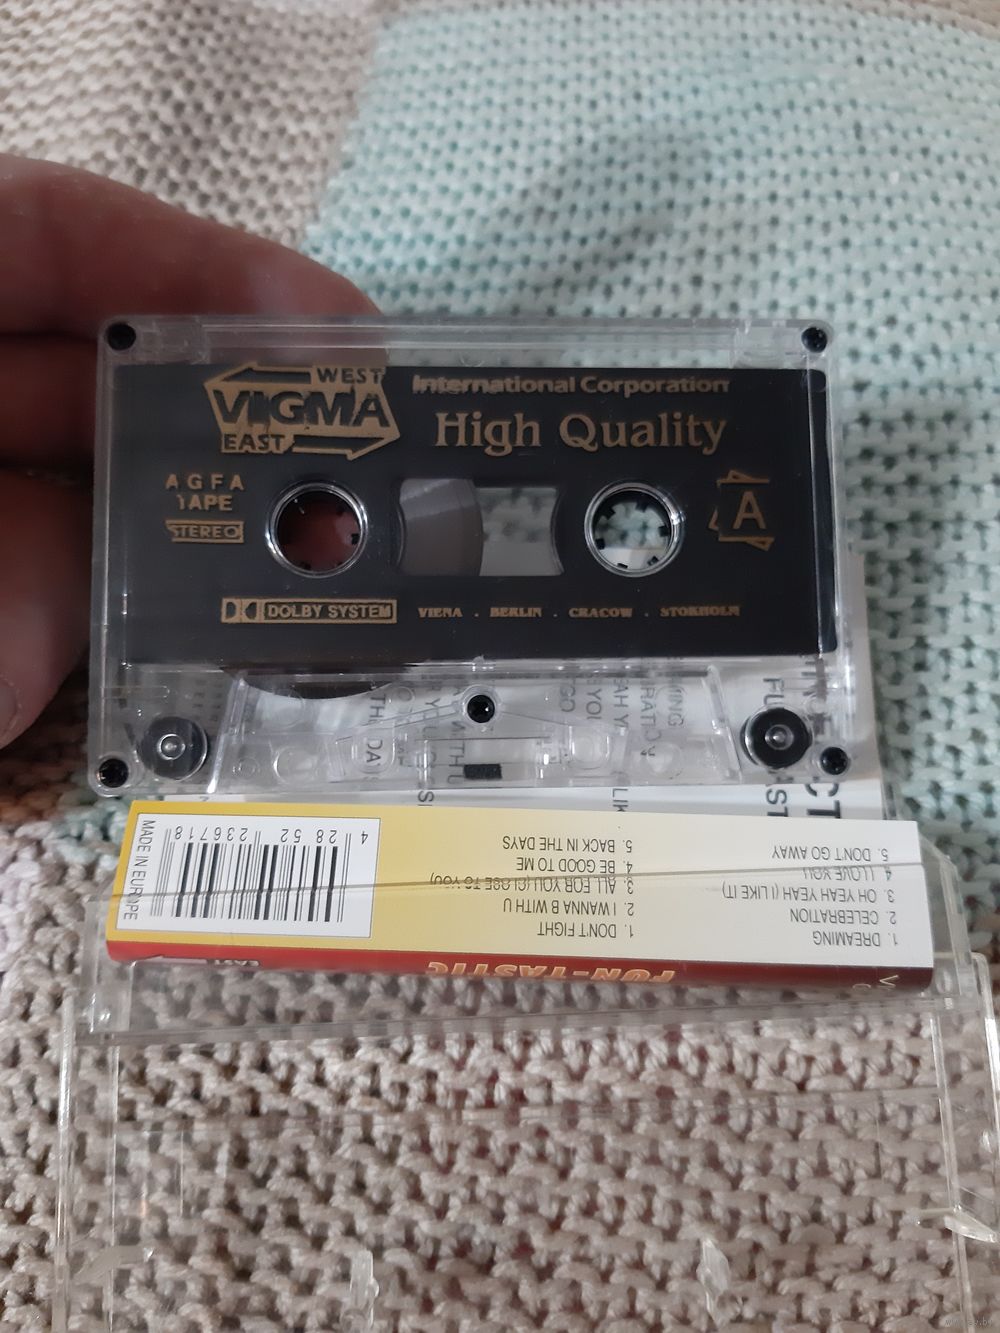 WEST
VIGMA
EAST
International Corporation
High Quality
AGFA
TAPE
STEREO
A
DOLBY SYSTEM
VIENA . BERLIN . CRACOW . STOKHOLM
FUN-TASTIC
1. DREAMING
2. CELEBRATION
3. OH YEAH YEAH (I LIKE IT)
4. I LOVE YOU
5. DON'T GO AWAY
1. DON'T FIGHT
2. I WANNA B WITH U
3. ALL FOR YOU (CLOSE TO YOU)
4. BE GOOD TO ME
5. BACK IN THE DAYS
4 2852 236718
MADE IN EUROPE